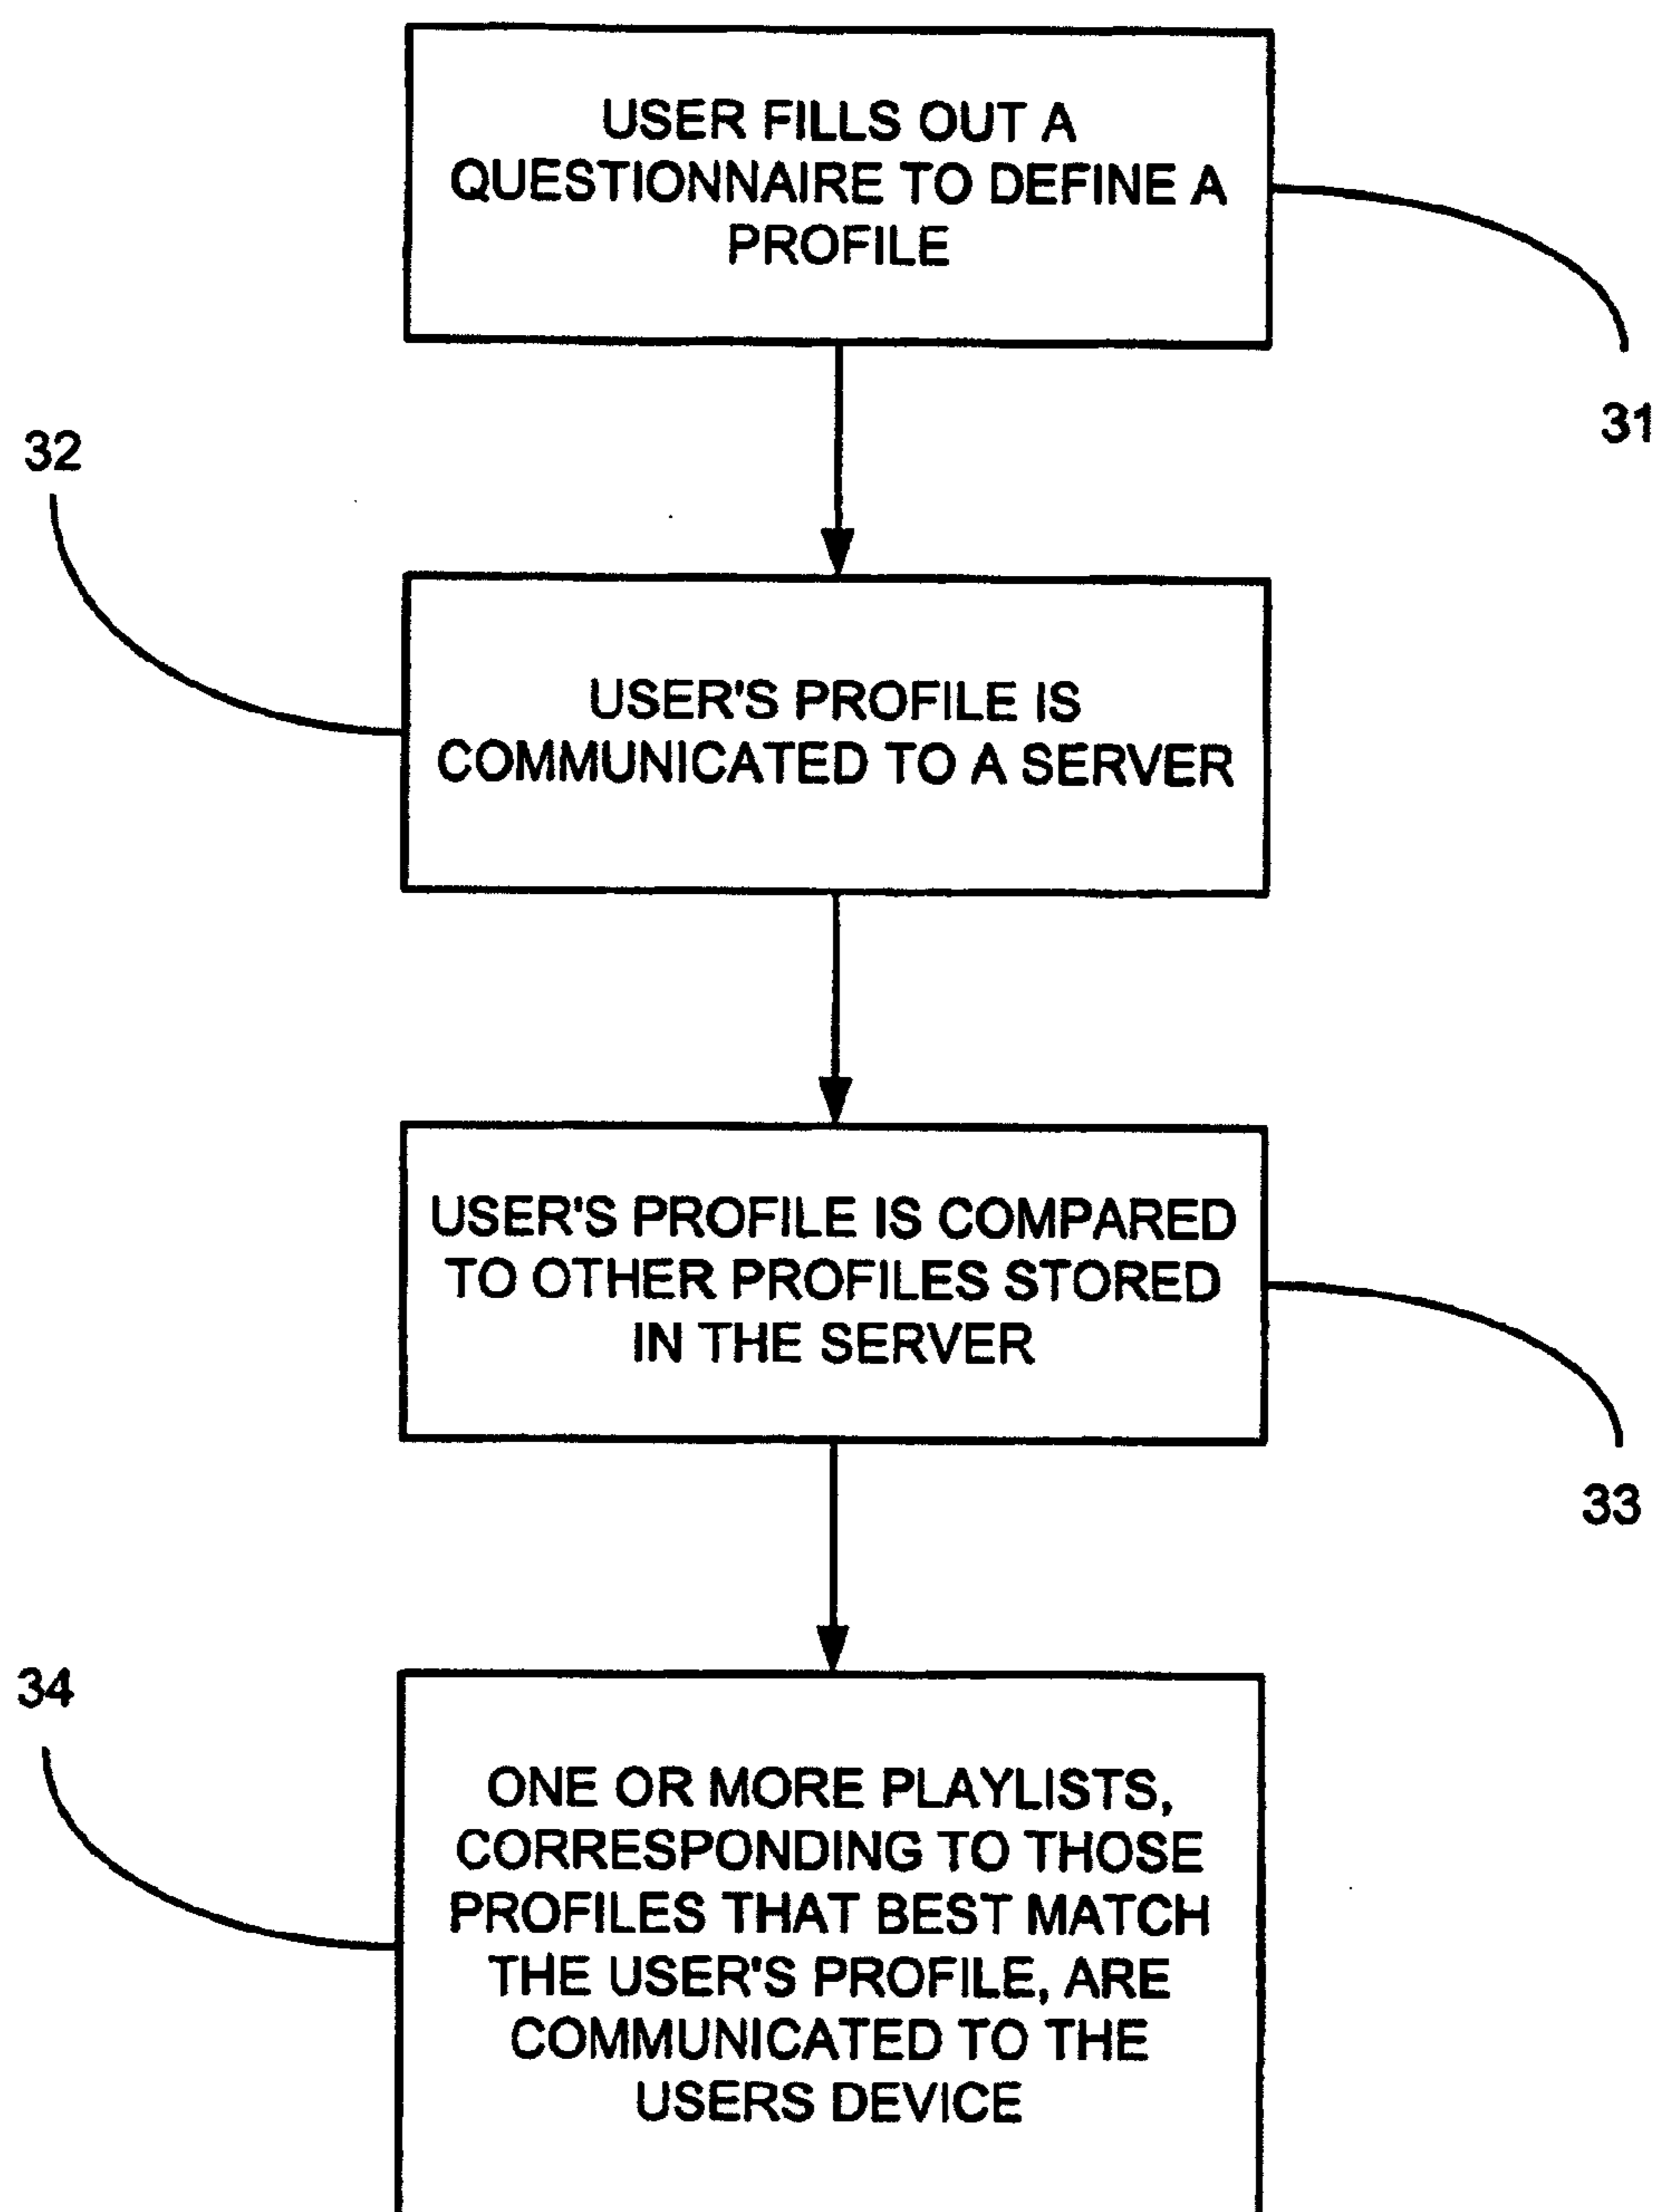 USER FILLS OUT A
QUESTIONNAIRE TO DEFINE A
PROFILE
31
32
USER'S PROFILE IS
COMMUNICATED TO A SERVER
USER'S PROFILE IS COMPARED
TO OTHER PROFILES STORED
IN THE SERVER
33
34
ONE OR MORE PLAYLISTS,
CORRESPONDING TO THOSE
PROFILES THAT BEST MATCH
THE USER'S PROFILE, ARE
COMMUNICATED TO THE
USERS DEVICE